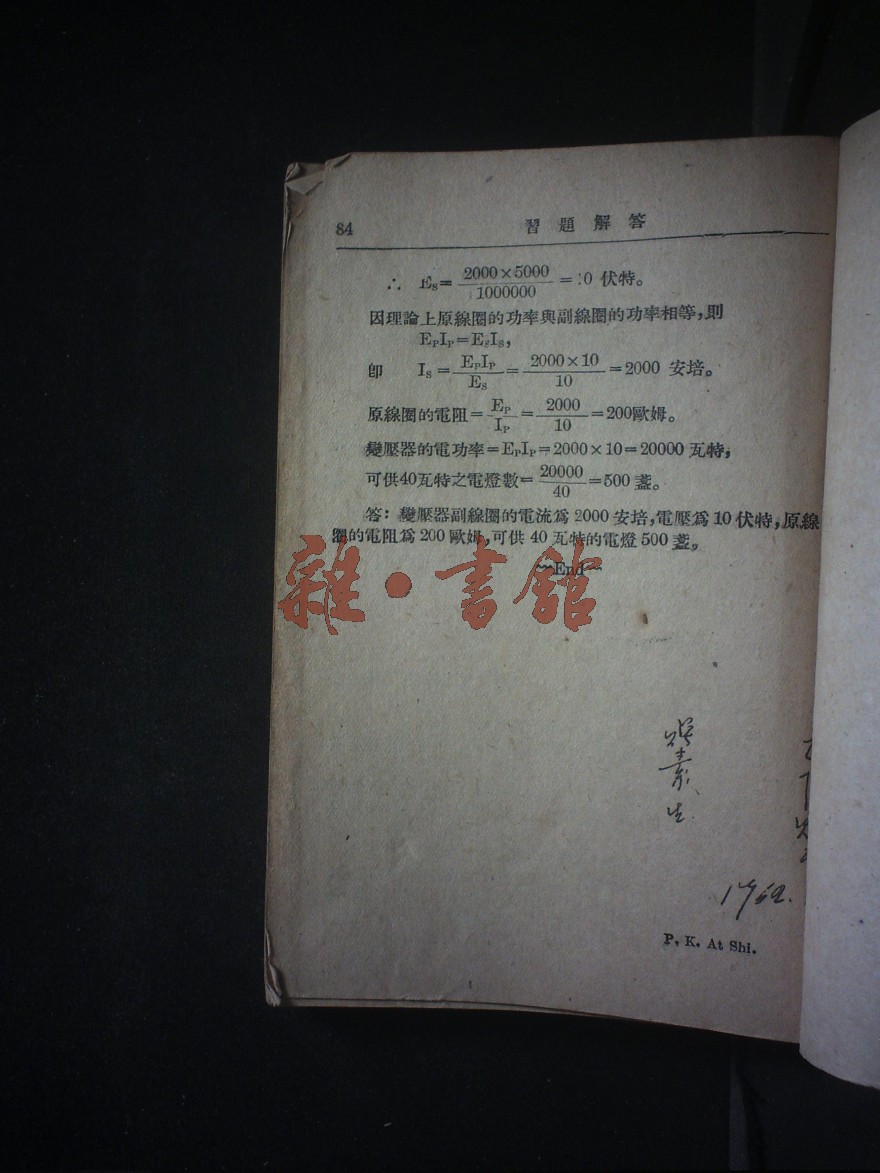 84 習題解答
∴ Es = 2000×5000 / 1000000 = 10 伏特。
因理論上原線圈的功率與副線圈的功率相等,則
EPIP=EsIs,
卽 Is = EPIP / Es = 2000×10 / 10 = 2000 安培。
原線圈的電阻 = EP / IP = 2000 / 10 = 200歐姆。
變壓器的電功率=EPIP=2000×10=20000 瓦特,
可供40瓦特之電燈數= 20000 / 40 =500 盞。
答: 變壓器副線圈的電流爲 2000 安培,電壓爲 10 伏特,原線
圈的電阻爲 200 歐姆,可供 40 瓦特的電燈 500 盞。
~~End~~
雜·書館
P. K. At Shi.